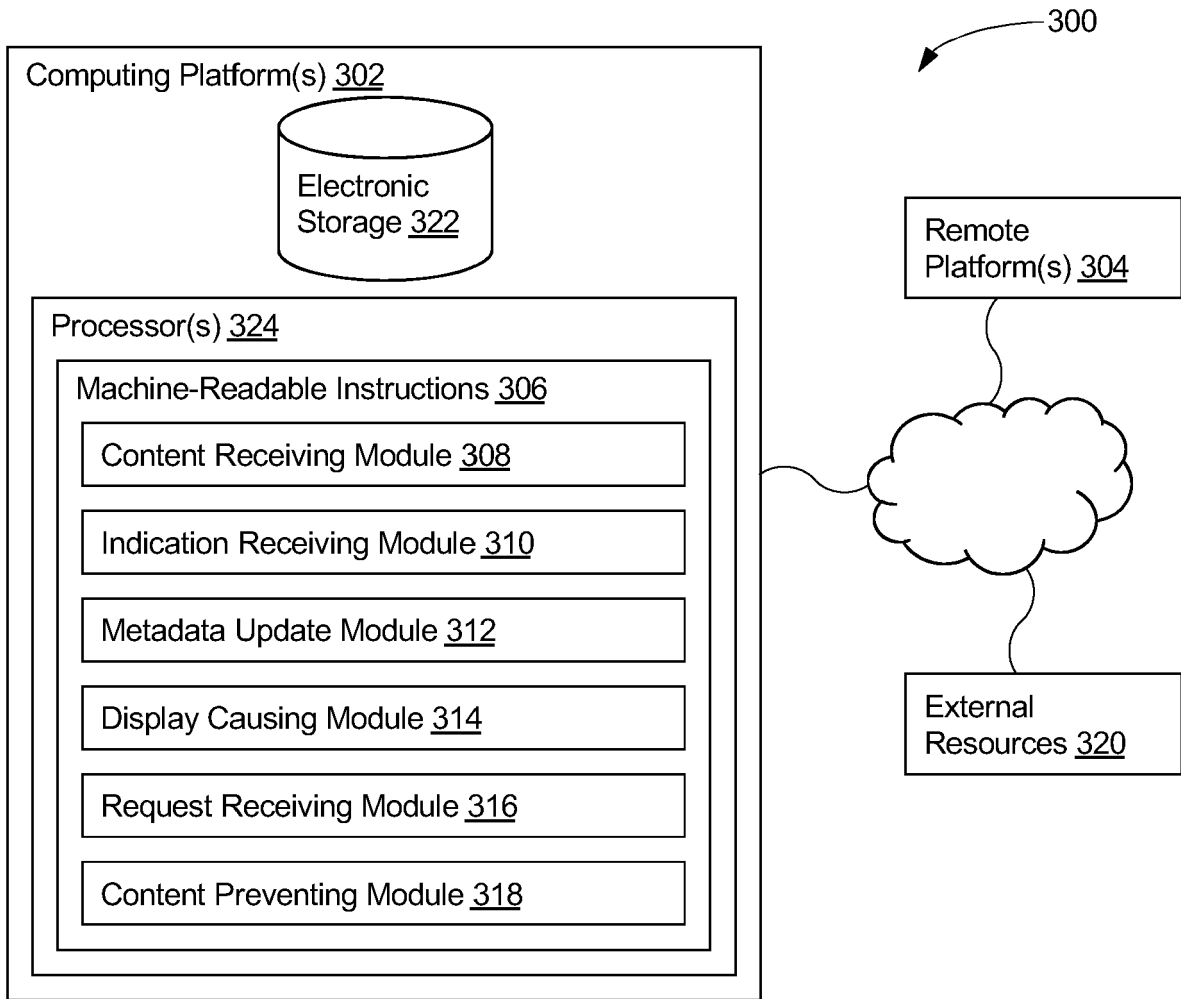 300
Computing Platform(s) 302
Electronic
Storage 322
Remote
Platform(s) 304
Processor(s) 324
Machine-Readable Instructions 306
Content Receiving Module 308
Indication Receiving Module 310
Metadata Update Module 312
Display Causing Module 314
Request Receiving Module 316
Content Preventing Module 318
External
Resources 320